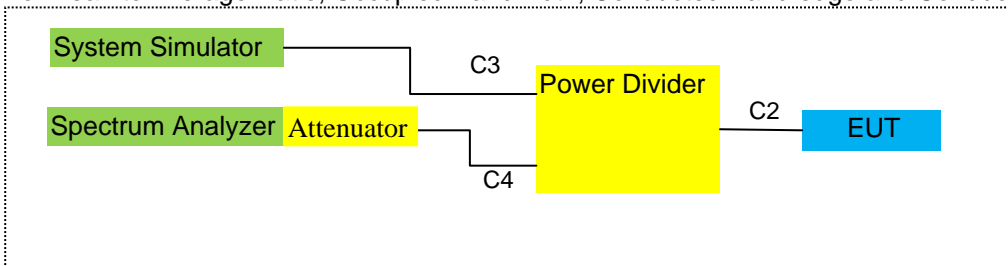 System Simulator
C3
Power Divider
Spectrum Analyzer Attenuator
C2
EUT
C4